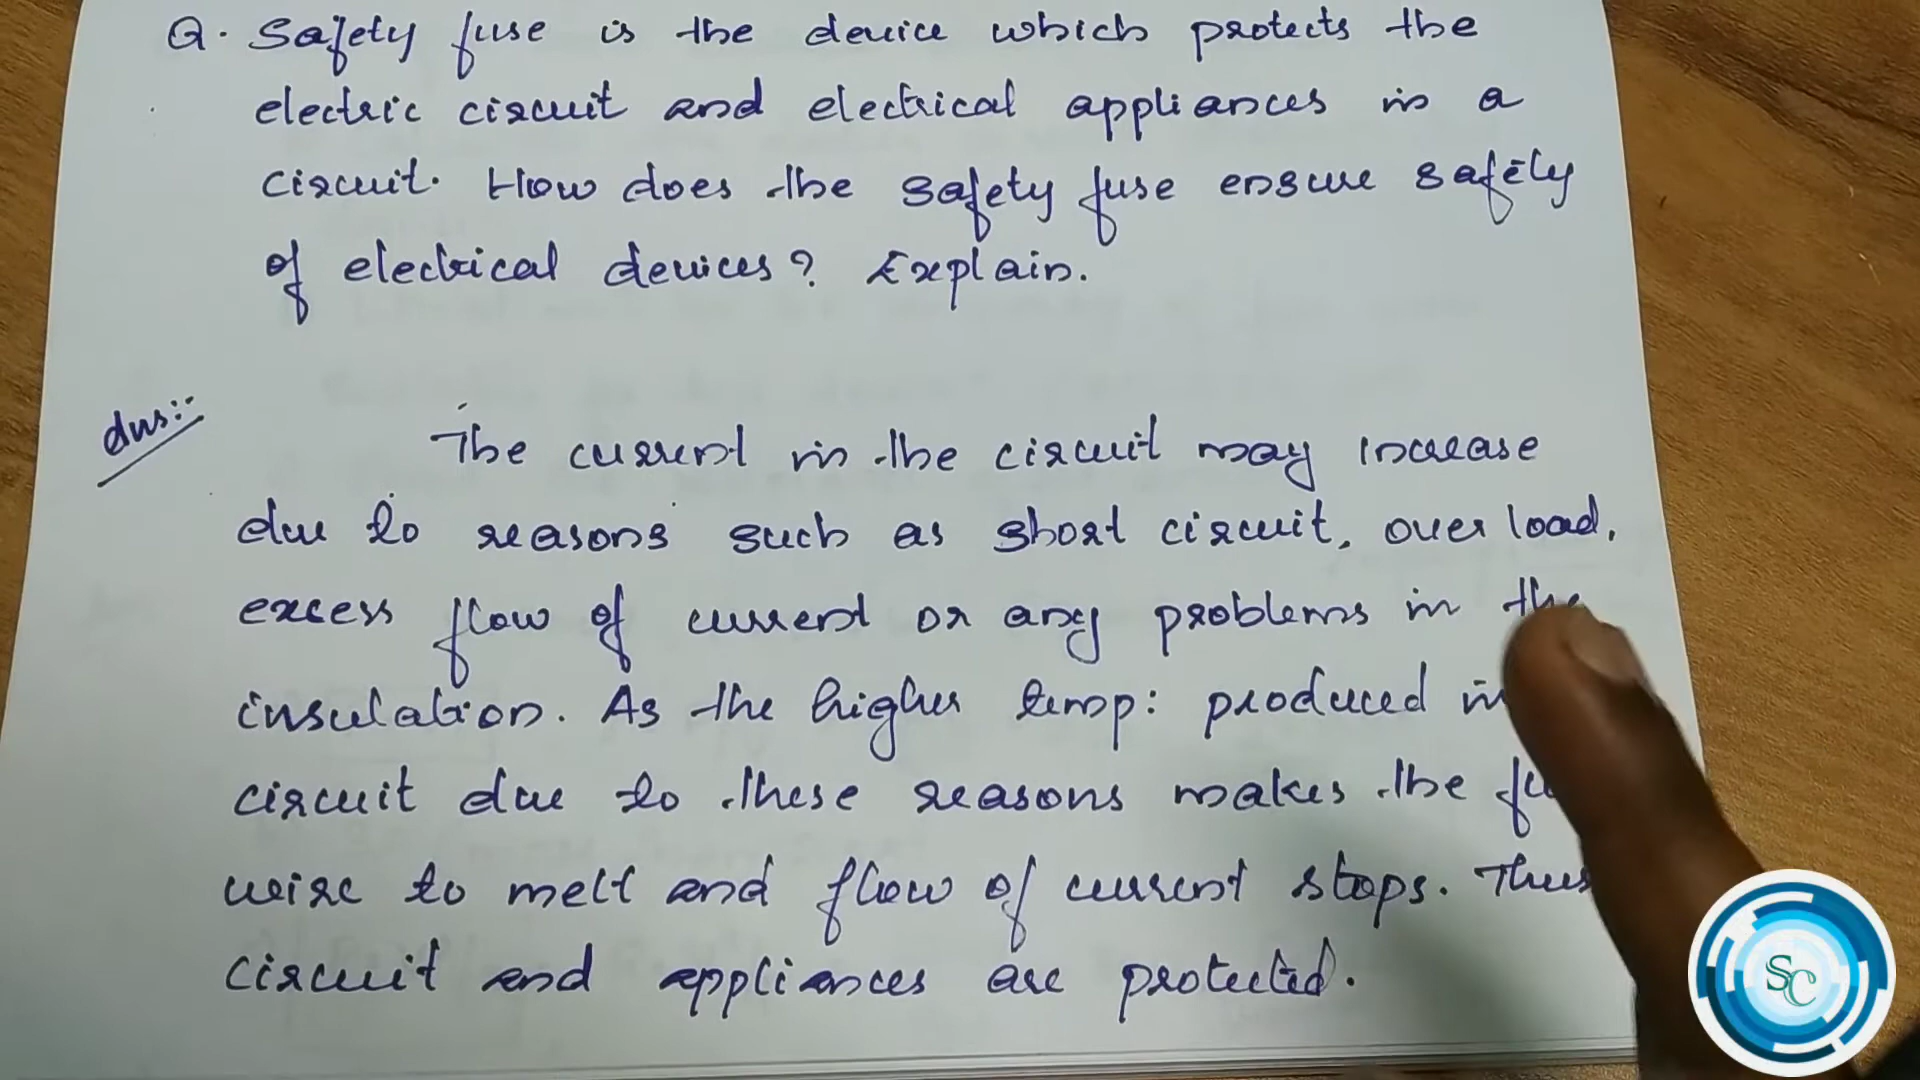 Q. Safety fuse is the device which protects the
electric circuit and electrical appliances in a
circuit. How does the safety fuse ensure safety
of electrical devices? Explain.
Ans:-
The current in the circuit may increase
due to reasons such as short circuit, over load,
excess flow of current or any problems in the
insulation. As the higher temp: produced in
circuit due to these reasons makes the
wire to melt and flow of current stops. Thus
circuit and appliances are protected.
SC